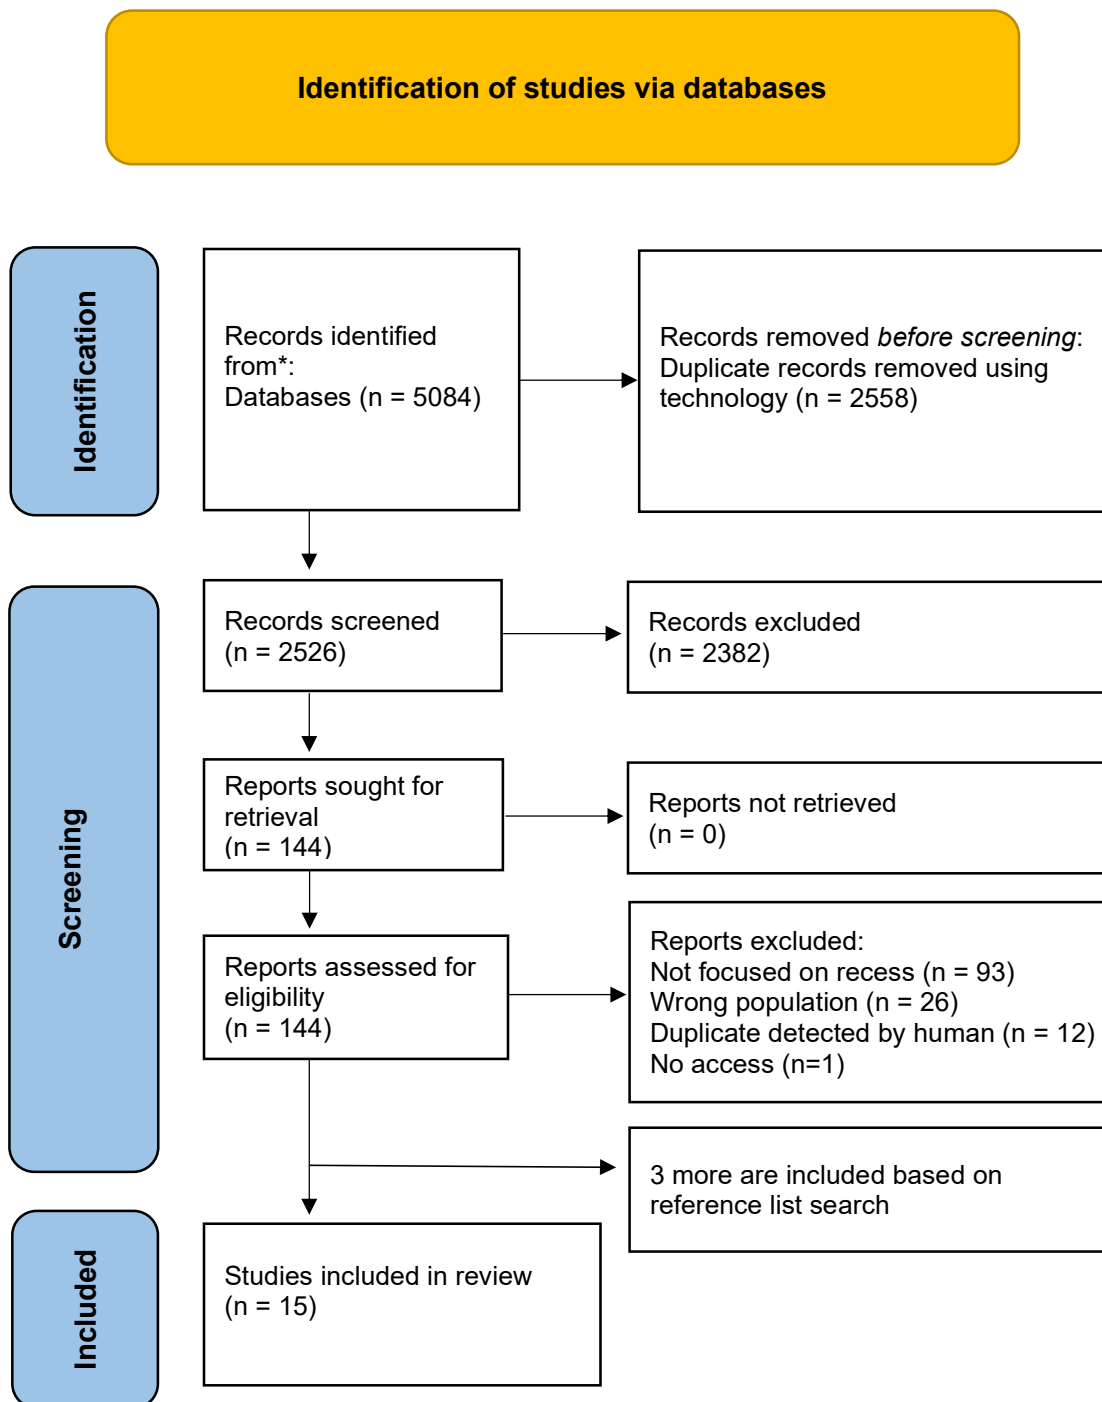 Identification of studies via databases
Identification
Records identified
from*:
Databases (n = 5084)
Records removed before screening:
Duplicate records removed using
technology (n = 2558)
Screening
Records screened
(n = 2526)
Records excluded
(n = 2382)
Reports sought for
retrieval
(n = 144)
Reports not retrieved
(n = 0)
Reports assessed for
eligibility
(n = 144)
Reports excluded:
Not focused on recess (n = 93)
Wrong population (n = 26)
Duplicate detected by human (n = 12)
No access (n=1)
3 more are included based on
reference list search
Included
Studies included in review
(n = 15)